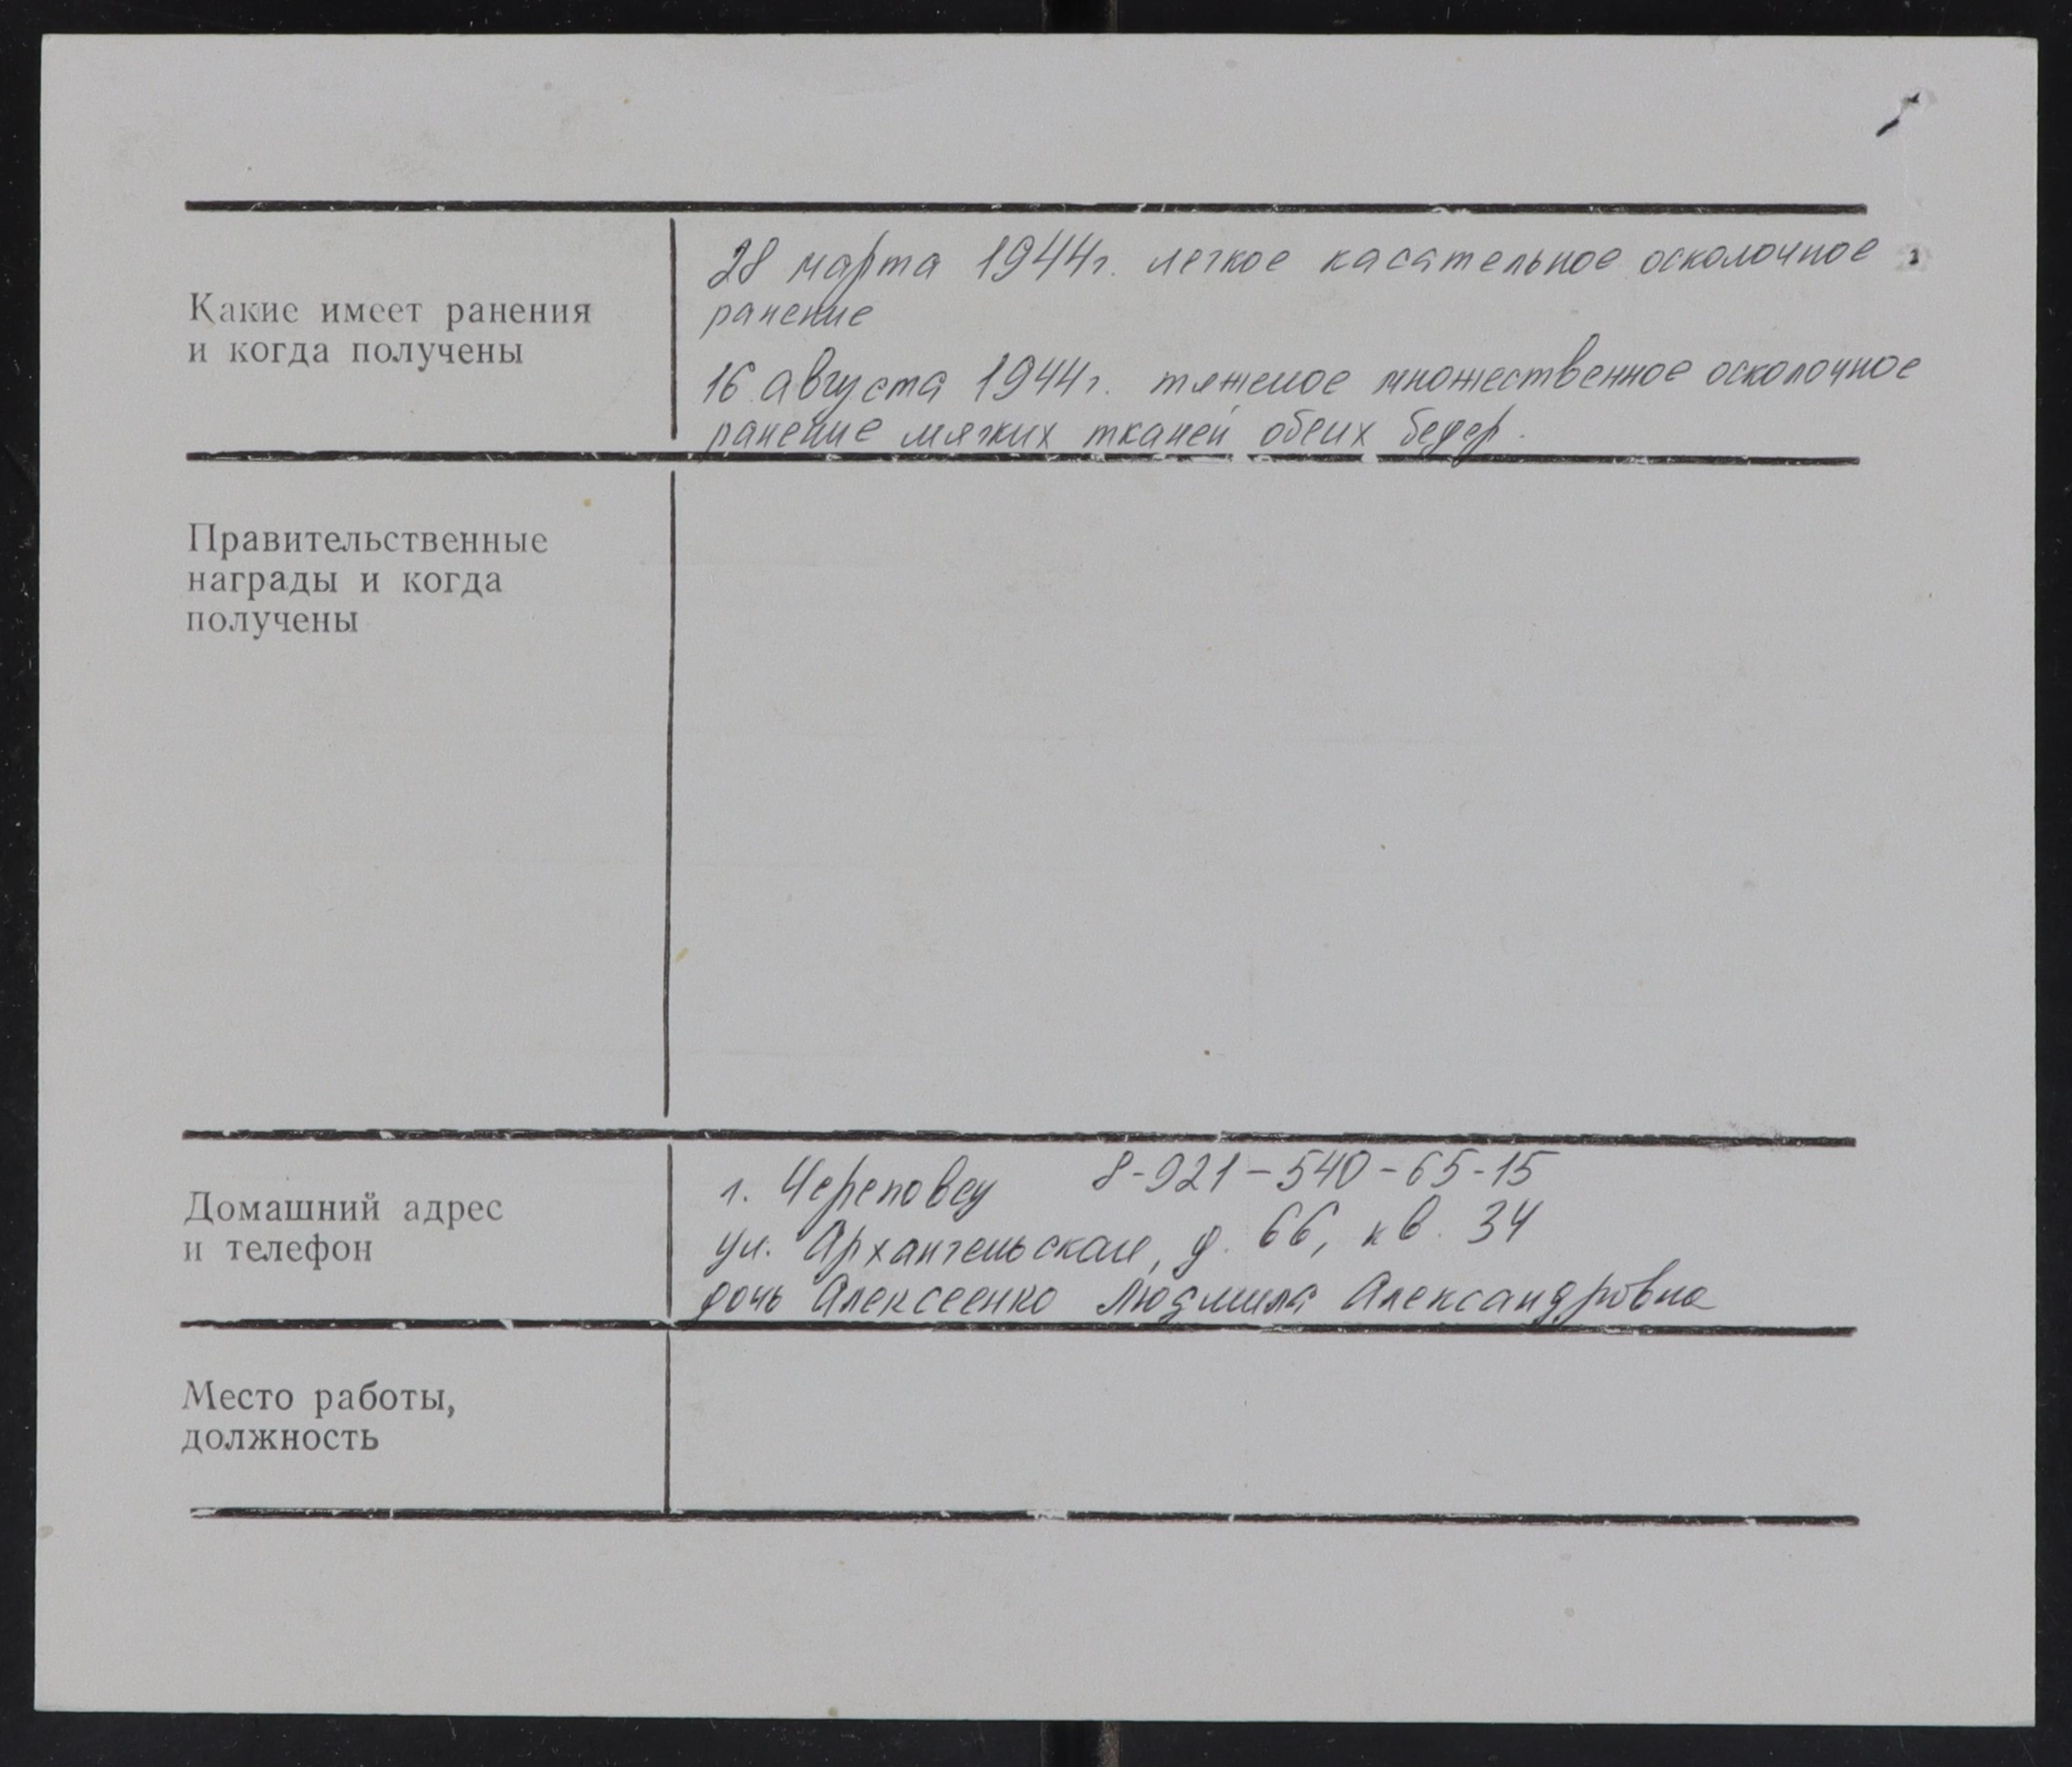 28 марта 1944г. легкое касательное осколочное
Какие имеет ранения
и когда получены
ранение
16 августа 1944г. тяжелое множественное осколочное
ранение мягких тканей обеих бедер.
Правительственные
награды и когда
получены
Домашний адрес
и телефон
г. Череповец 8-921-540-65-15
ул. Архангельская, д. 66, кв. 34
дочь Алексеенко Людмила Александровна
Место работы,
должность